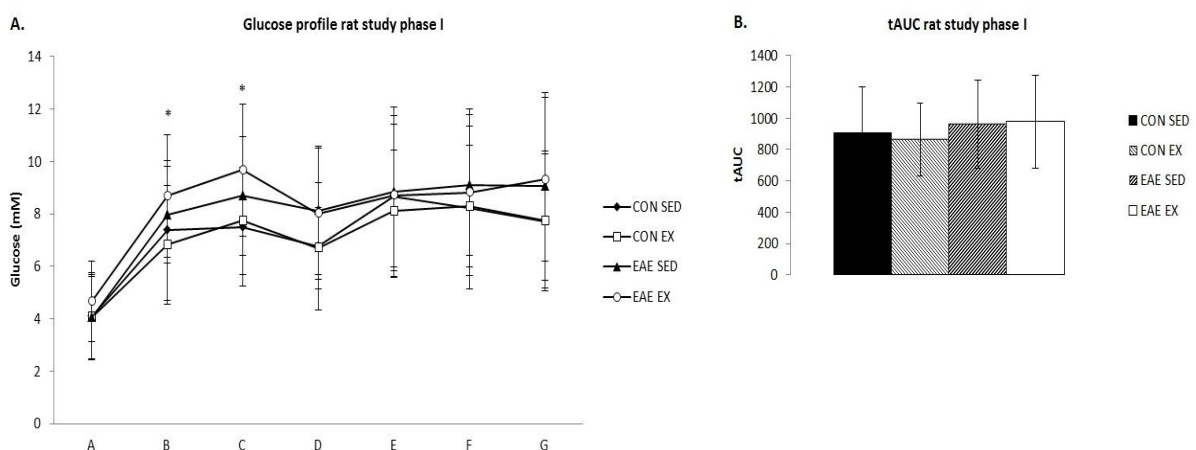 A.
Glucose profile rat study phase I
14
12
10
8
6
4
2
0
Glucose (mM)
*
*
A B C D E F G
CON SED
CON EX
EAE SED
EAE EX
B.
tAUC rat study phase I
1400
1200
1000
800
600
400
200
0
tAUC
CON SED
CON EX
EAE SED
EAE EX